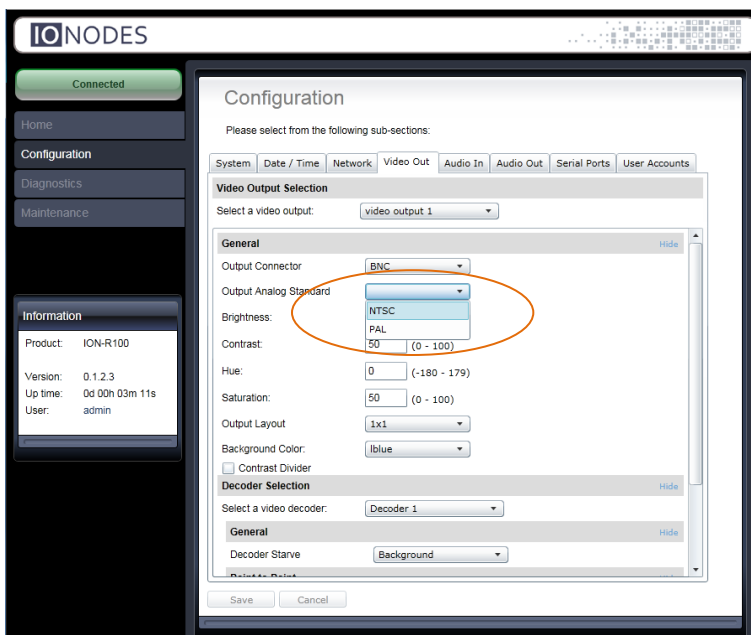 IONODES
Connected
Home
Configuration
Diagnostics
Maintenance
Information
Product: ION-R100
Version: 0.1.2.3
Up time: 0d 00h 03m 11s
User: admin
Configuration
Please select from the following sub-sections:
System Date / Time Network Video Out Audio In Audio Out Serial Ports User Accounts
Video Output Selection
Select a video output: video output 1
General Hide
Output Connector BNC
Output Analog Standard
NTSC
Brightness:
PAL
Contrast: 50 (0 - 100)
Hue: 0 (-180 - 179)
Saturation: 50 (0 - 100)
Output Layout 1x1
Background Color: lblue
Contrast Divider
Decoder Selection Hide
Select a video decoder: Decoder 1
General Hide
Decoder Starve Background
Point to Point
Save Cancel